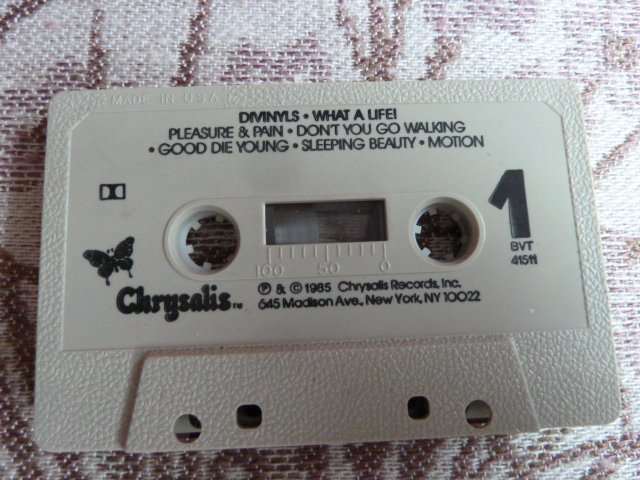 MADE IN U.S.A.
DIVINYLS • WHAT A LIFE!
PLEASURE & PAIN • DON'T YOU GO WALKING
• GOOD DIE YOUNG • SLEEPING BEAUTY • MOTION
1
BVT
41511
100 50 0
Chrysalis TM
℗ & © 1985 Chrysalis Records, Inc.
645 Madison Ave., New York, NY 10022